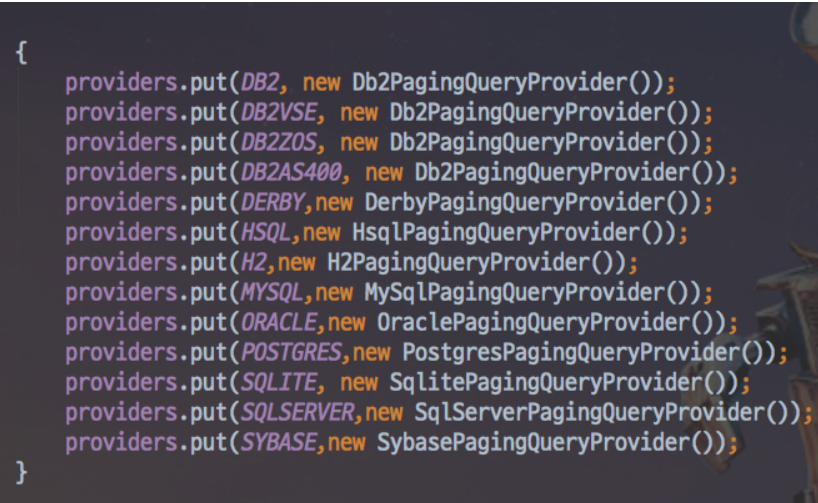 {
providers.put(DB2, new Db2PagingQueryProvider());
providers.put(DB2VSE, new Db2PagingQueryProvider());
providers.put(DB2ZOS, new Db2PagingQueryProvider());
providers.put(DB2AS400, new Db2PagingQueryProvider());
providers.put(DERBY,new DerbyPagingQueryProvider());
providers.put(HSQL,new HsqlPagingQueryProvider());
providers.put(H2,new H2PagingQueryProvider());
providers.put(MYSQL,new MySqlPagingQueryProvider());
providers.put(ORACLE,new OraclePagingQueryProvider());
providers.put(POSTGRES,new PostgresPagingQueryProvider());
providers.put(SQLITE, new SqlitePagingQueryProvider());
providers.put(SQLSERVER,new SqlServerPagingQueryProvider());
providers.put(SYBASE,new SybasePagingQueryProvider());
}